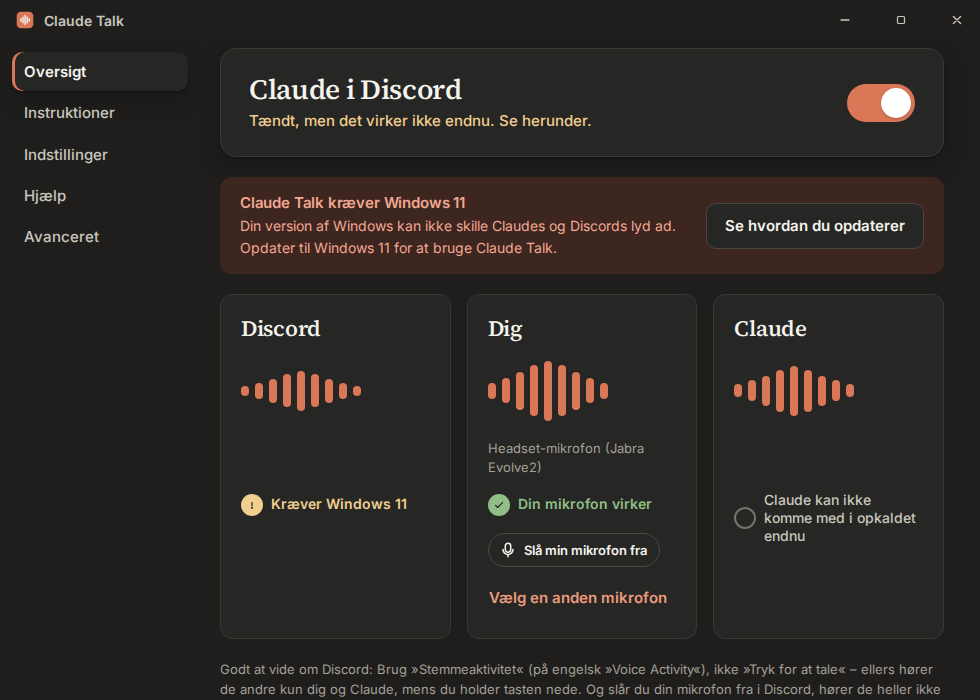 Claude Talk
Oversigt
Instruktioner
Indstillinger
Hjælp
Avanceret
Claude i Discord
Tændt, men det virker ikke endnu. Se herunder.
Claude Talk kræver Windows 11
Din version af Windows kan ikke skille Claudes og Discords lyd ad.
Opdater til Windows 11 for at bruge Claude Talk.
Se hvordan du opdaterer
Discord
Kræver Windows 11
Dig
Headset-mikrofon (Jabra
Evolve2)
Din mikrofon virker
Slå min mikrofon fra
Vælg en anden mikrofon
Claude
Claude kan ikke
komme med i opkaldet
endnu
Godt at vide om Discord: Brug »Stemmeaktivitet« (på engelsk »Voice Activity«), ikke »Tryk for at tale« – ellers hører
de andre kun dig og Claude, mens du holder tasten nede. Og slår du din mikrofon fra i Discord, hører de heller ikke